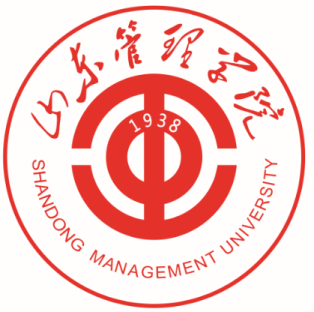 山东管理学院
1938
SHANDONG MANAGEMENT UNIVERSITY